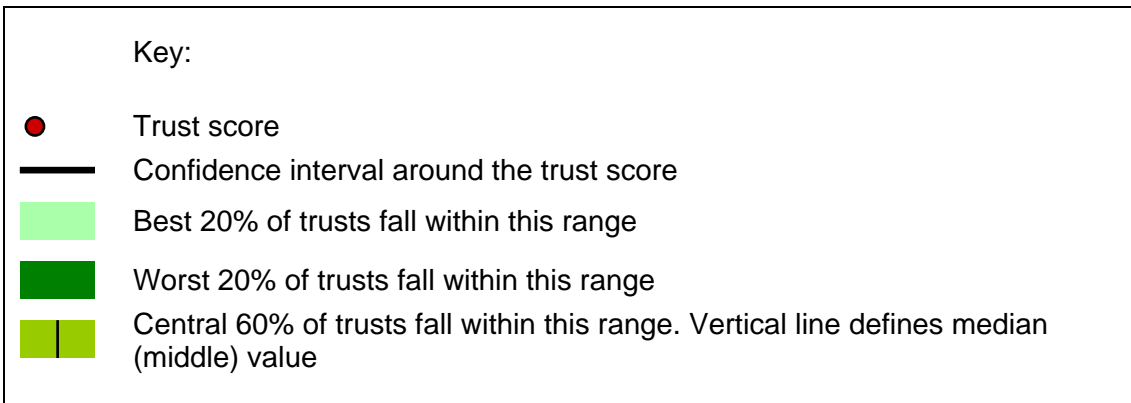 Key:
Trust score
Confidence interval around the trust score
Best 20% of trusts fall within this range
Worst 20% of trusts fall within this range
Central 60% of trusts fall within this range. Vertical line defines median
(middle) value